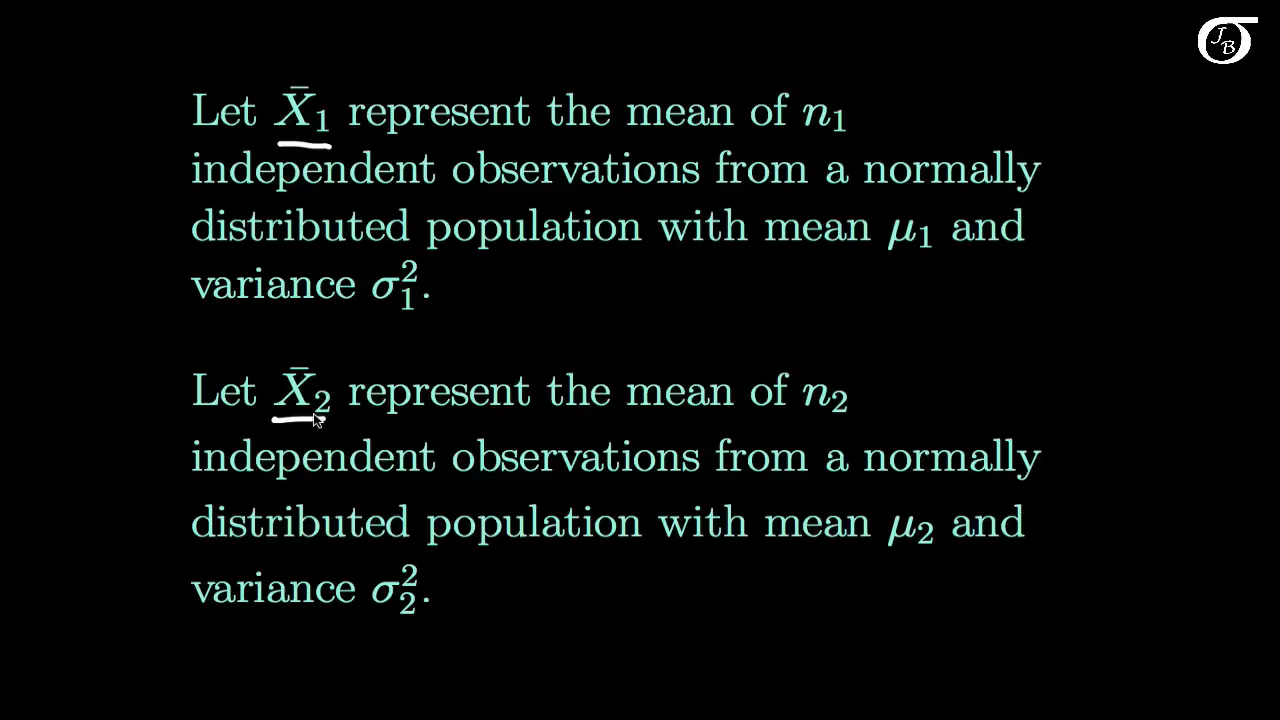 JB
Let X̄₁ represent the mean of n₁
independent observations from a normally
distributed population with mean μ₁ and
variance σ₁².
Let X̄₂ represent the mean of n₂
independent observations from a normally
distributed population with mean μ₂ and
variance σ₂².